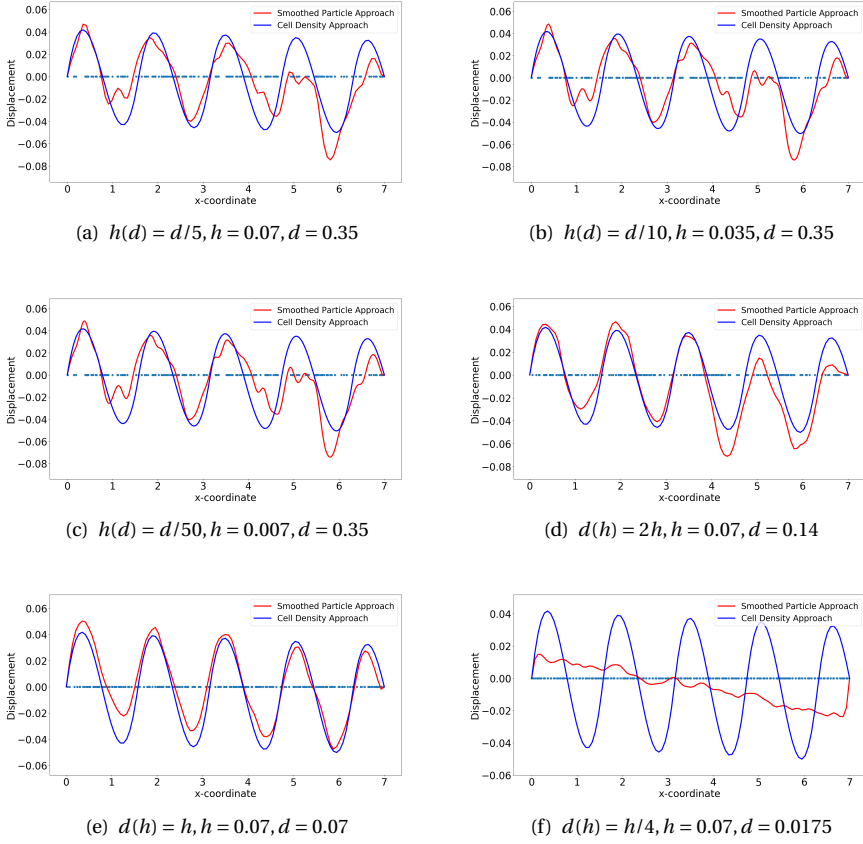 Smoothed Particle Approach
Cell Density Approach
0.06
0.04
0.02
0.00
−0.02
−0.04
−0.06
−0.08
Displacement
0 1 2 3 4 5 6 7
x-coordinate
(a) h(d) = d/5, h = 0.07, d = 0.35
Smoothed Particle Approach
Cell Density Approach
0.06
0.04
0.02
0.00
−0.02
−0.04
−0.06
−0.08
Displacement
0 1 2 3 4 5 6 7
x-coordinate
(b) h(d) = d/10, h = 0.035, d = 0.35
Smoothed Particle Approach
Cell Density Approach
0.06
0.04
0.02
0.00
−0.02
−0.04
−0.06
−0.08
Displacement
0 1 2 3 4 5 6 7
x-coordinate
(c) h(d) = d/50, h = 0.007, d = 0.35
Smoothed Particle Approach
Cell Density Approach
0.06
0.04
0.02
0.00
−0.02
−0.04
−0.06
−0.08
Displacement
0 1 2 3 4 5 6 7
x-coordinate
(d) d(h) = 2h, h = 0.07, d = 0.14
Smoothed Particle Approach
Cell Density Approach
0.06
0.04
0.02
0.00
−0.02
−0.04
−0.06
Displacement
0 1 2 3 4 5 6 7
x-coordinate
(e) d(h) = h, h = 0.07, d = 0.07
Smoothed Particle Approach
Cell Density Approach
0.04
0.02
0.00
−0.02
−0.04
−0.06
Displacement
0 1 2 3 4 5 6 7
x-coordinate
(f) d(h) = h/4, h = 0.07, d = 0.0175